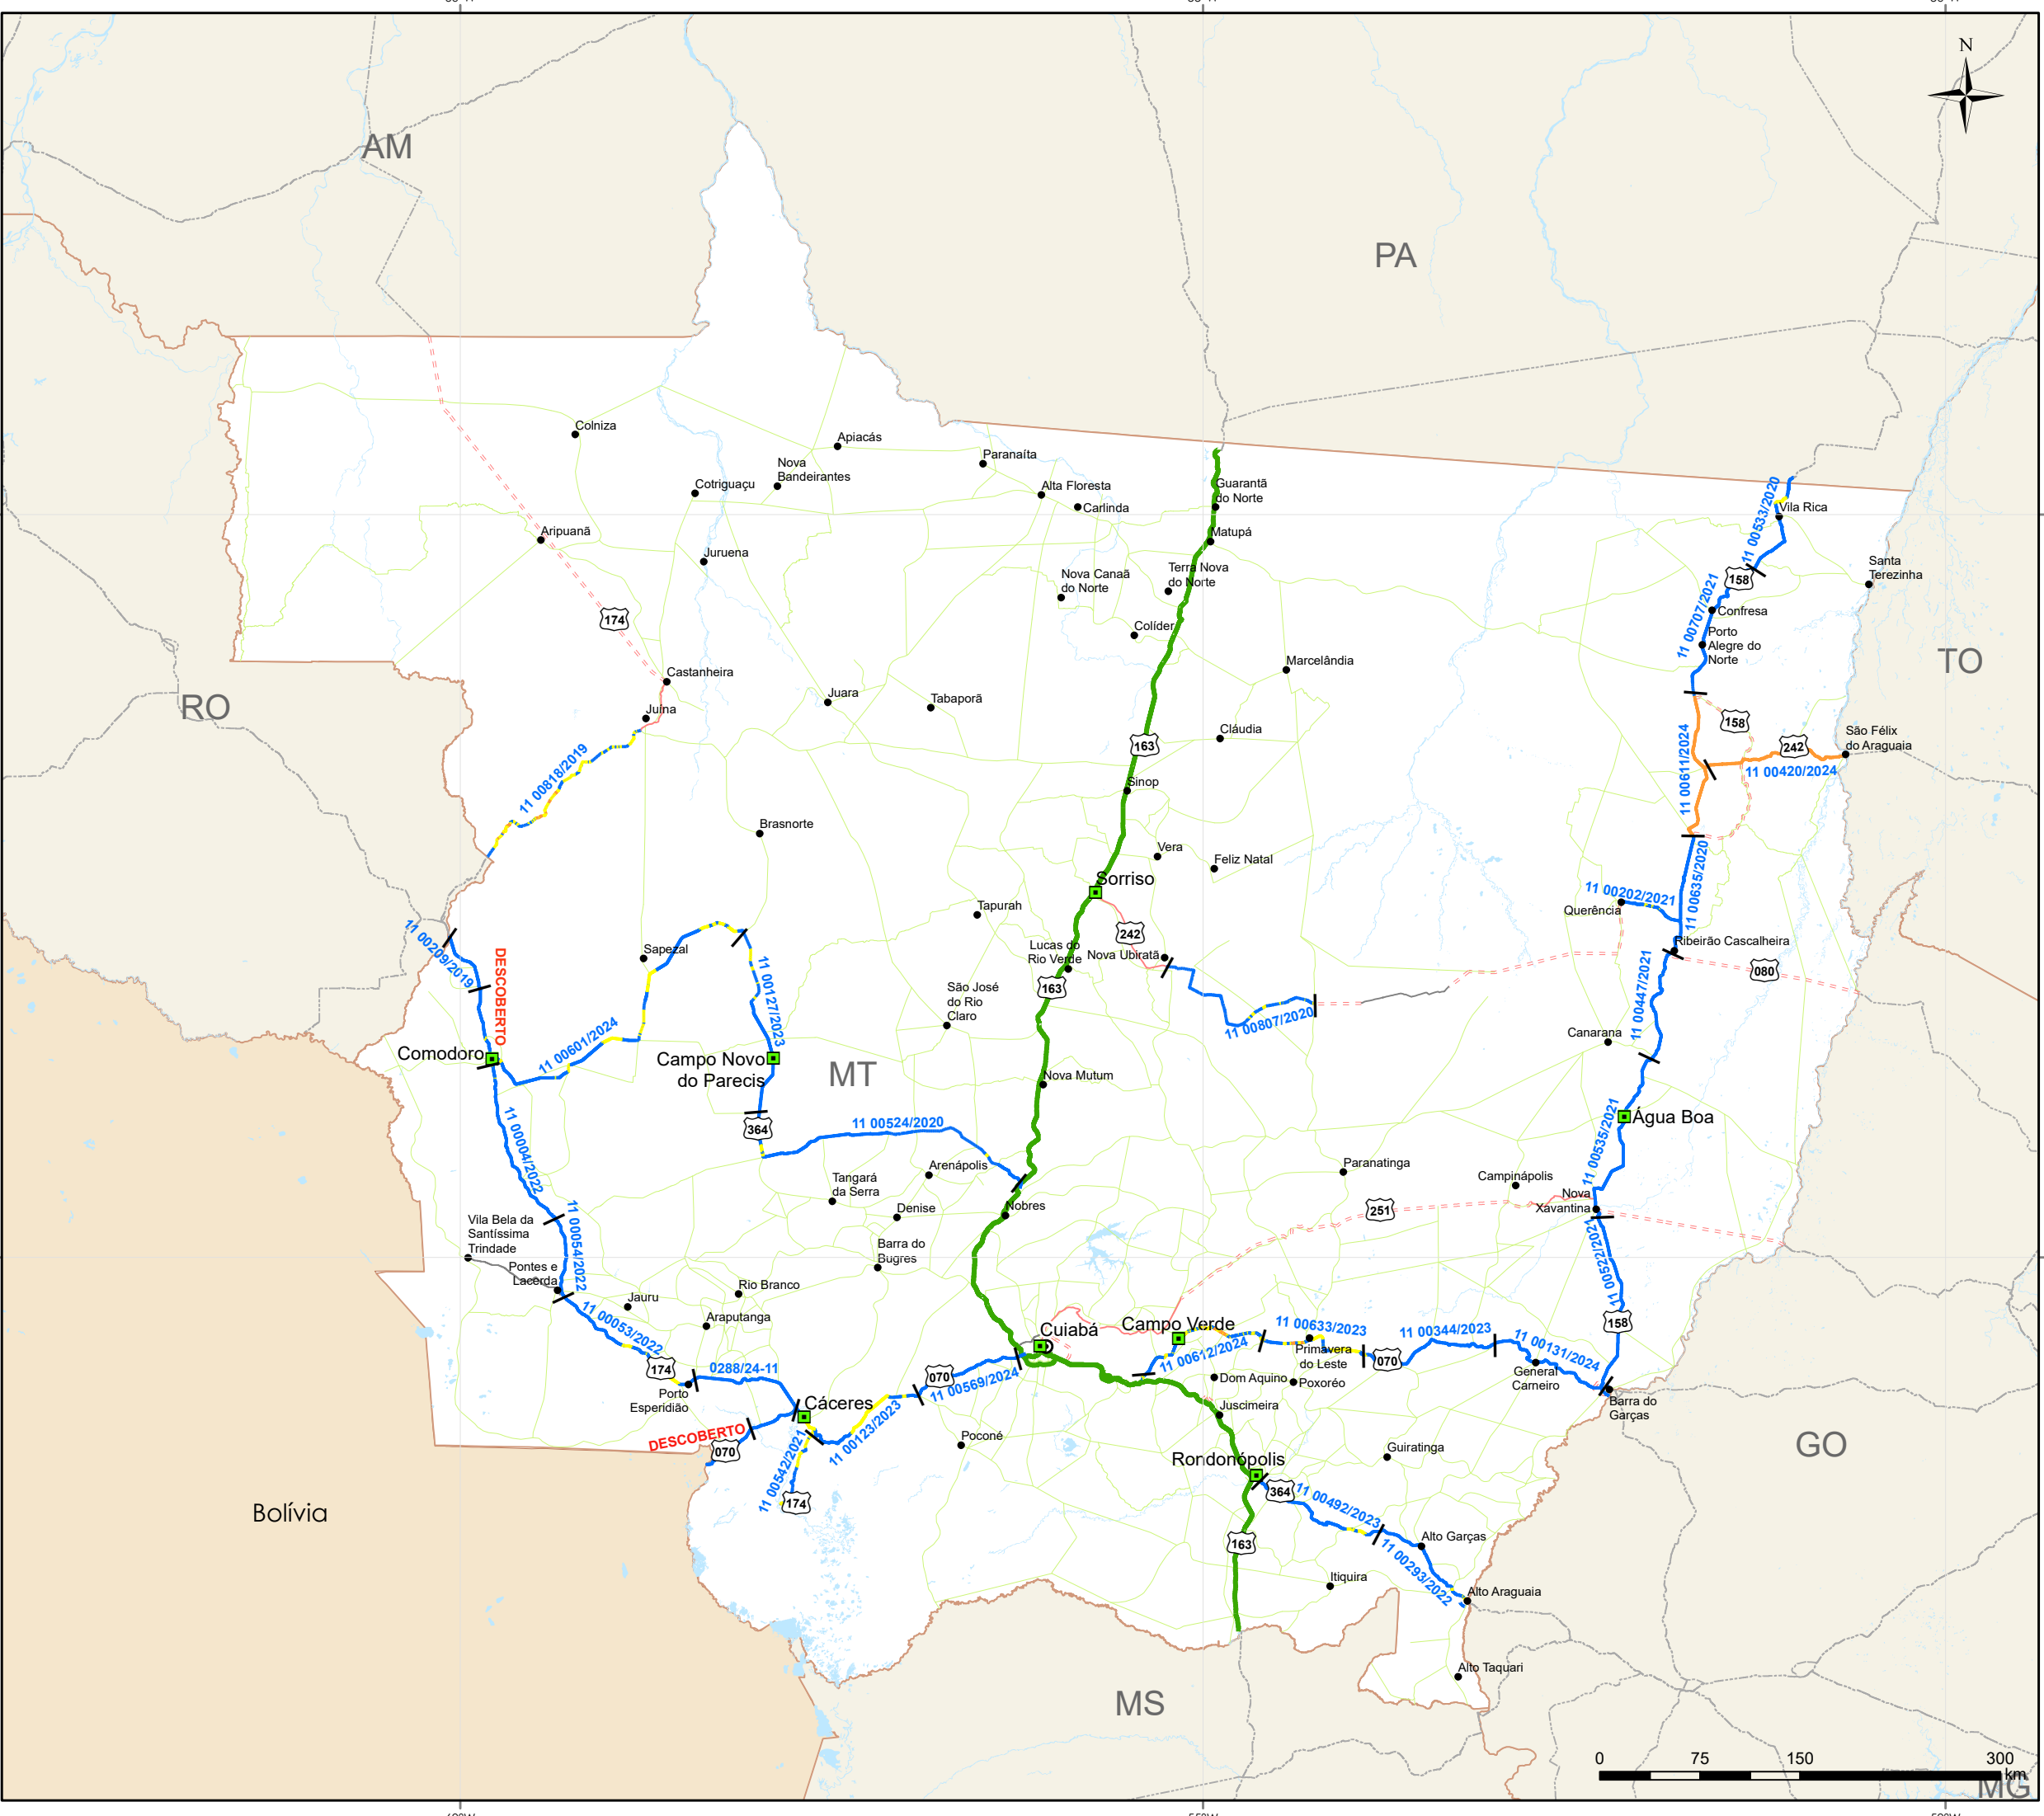 N
AM
PA
Colniza
Apiacás
Paranaíta
Nova
Bandeirantes
Cotriguaçu
Alta Floresta
Carlinda
Guarantã
do Norte
11 00533/2020
Vila Rica
Aripuanã
Matupá
Juruena
Nova Canaã
do Norte
Terra Nova
do Norte
Santa
Terezinha
158
174
Colíder
11 00707/2021
Confresa
Porto
Alegre do
Norte
TO
Marcelândia
Castanheira
RO
Juína
Juara
Tabaporã
Cláudia
158
163
242
São Félix
do Araguaia
11 00420/2024
11 00611/2024
11 00818/2019
Sinop
Brasnorte
Vera
Feliz Natal
11 00635/2020
Sorriso
11 00202/2021
Querência
Tapurah
242
11 00209/2019
DESCOBERTO
Sapezal
Lucas do
Rio Verde
Nova Ubiratã
Ribeirão Cascalheira
080
163
11 00127/2023
São José
do Rio
Claro
11 00447/2021
11 00807/2020
11 00601/2024
Canarana
Comodoro
Campo Novo
do Parecis
MT
Nova Mutum
364
11 00524/2020
Água Boa
11 00004/2022
11 00535/2021
Arenápolis
Paranatinga
Tangará
da Serra
Campinápolis
Nova
Xavantina
Denise
Nobres
251
Vila Bela da
Santíssima
Trindade
11 00054/2022
Barra do
Bugres
11 00522/2021
Pontes e
Lacerda
Rio Branco
Jauru
Araputanga
11 00053/2022
Cuiabá
Campo Verde
11 00633/2023
11 00344/2023
158
11 00131/2024
11 00612/2024
Primavera
do Leste
070
174
0288/24-11
070
11 00569/2024
General
Carneiro
Dom Aquino
Poxoréo
Porto
Esperidião
Cáceres
Juscimeira
Barra do
Garças
DESCOBERTO
070
11 00542/2021
11 00123/2023
Poconé
Guiratinga
GO
Rondonópolis
174
364
11 00492/2023
Bolívia
163
Alto Garças
11 00293/2022
Itiquira
Alto Araguaia
Alto Taquari
MS
0 75 150 300
km
MG